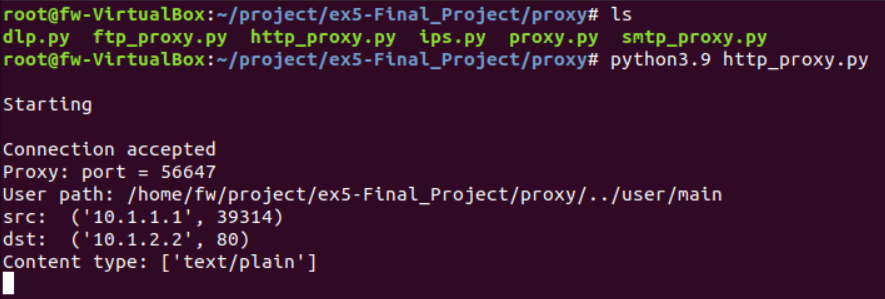 root@fw-VirtualBox:~/project/ex5-Final_Project/proxy# ls
dlp.py  ftp_proxy.py  http_proxy.py  ips.py  proxy.py  smtp_proxy.py
root@fw-VirtualBox:~/project/ex5-Final_Project/proxy# python3.9 http_proxy.py
Starting
Connection accepted
Proxy: port = 56647
User path: /home/fw/project/ex5-Final_Project/proxy/../user/main
src:  ('10.1.1.1', 39314)
dst:  ('10.1.2.2', 80)
Content type: ['text/plain']